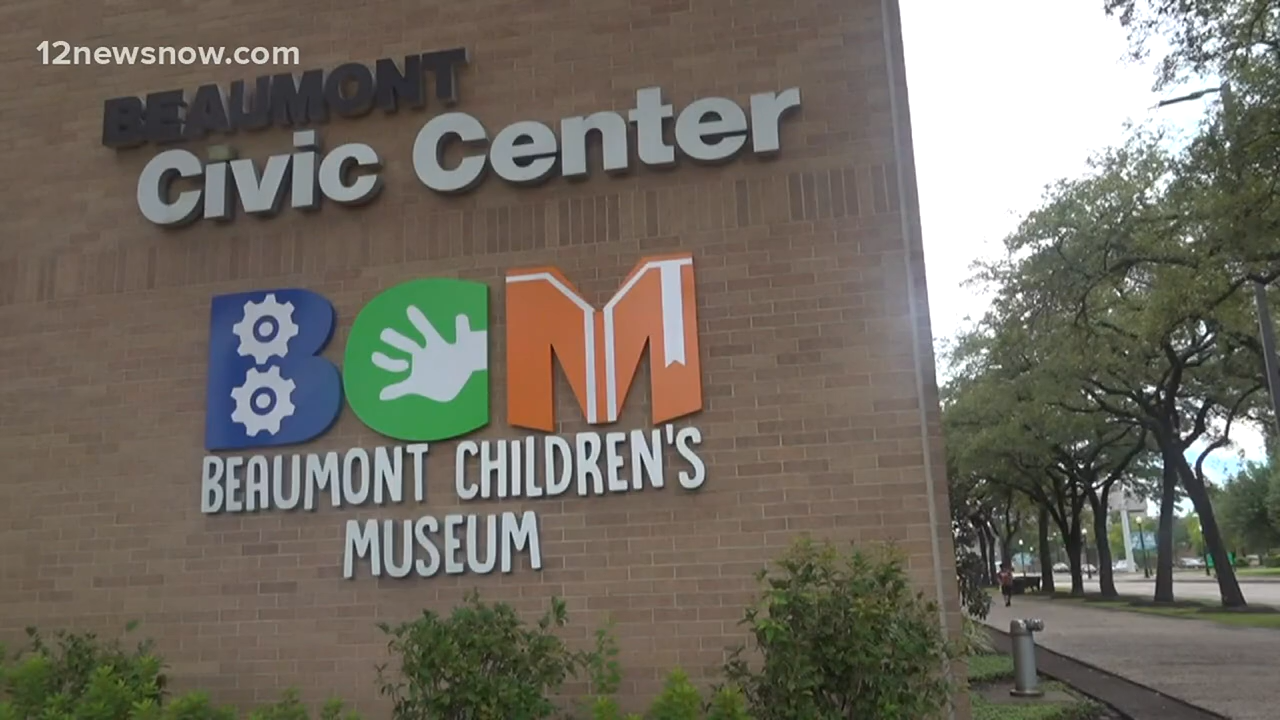 12newsnow.com
BEAUMONT
Civic Center
BCM
BEAUMONT CHILDREN'S
MUSEUM